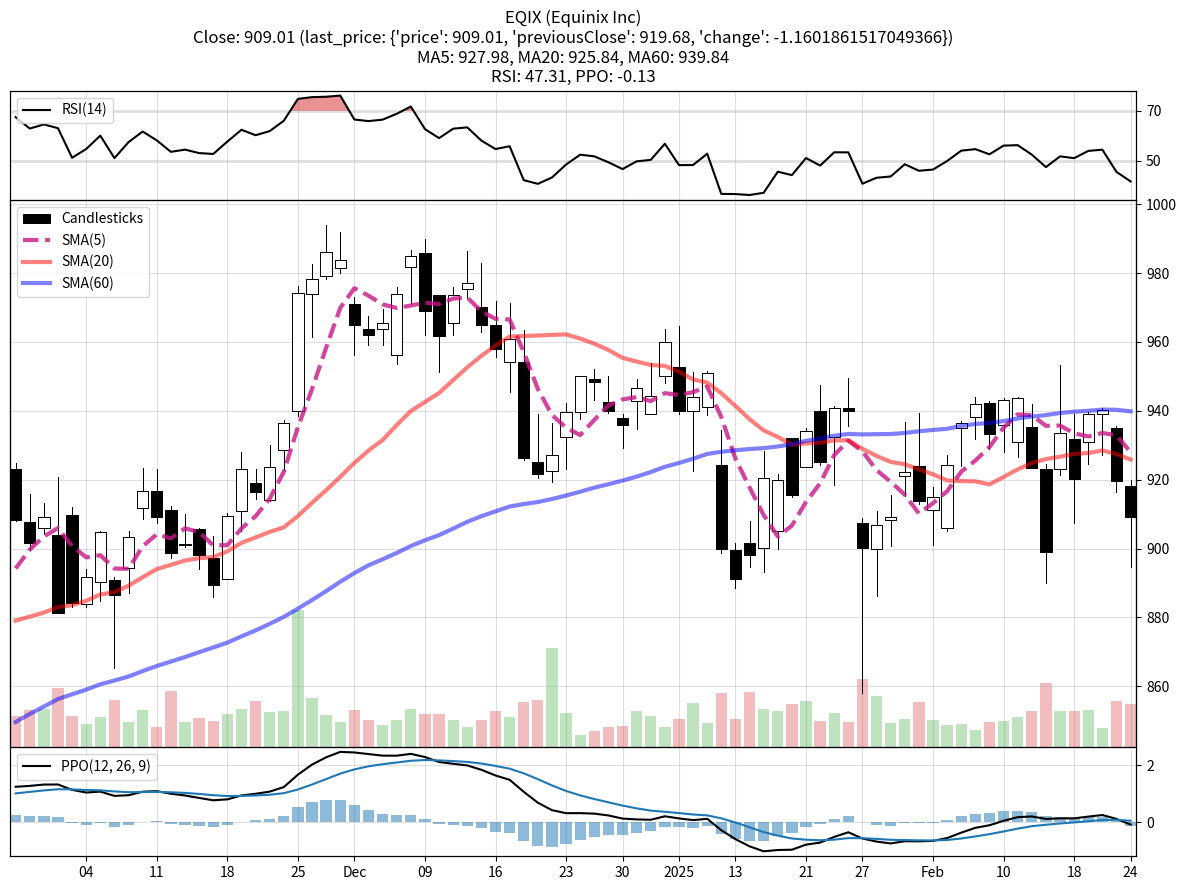 EQIX (Equinix Inc)
Close: 909.01 (last_price: {'price': 909.01, 'previousClose': 919.68, 'change': -1.1601861517049366})
MA5: 927.98, MA20: 925.84, MA60: 939.84
RSI: 47.31, PPO: -0.13
RSI(14)
70
50
Candlesticks
SMA(5)
SMA(20)
SMA(60)
1000
980
960
940
920
900
880
860
PPO(12, 26, 9)
2
0
04 11 18 25 Dec 09 16 23 30 2025 13 21 27 Feb 10 18 24